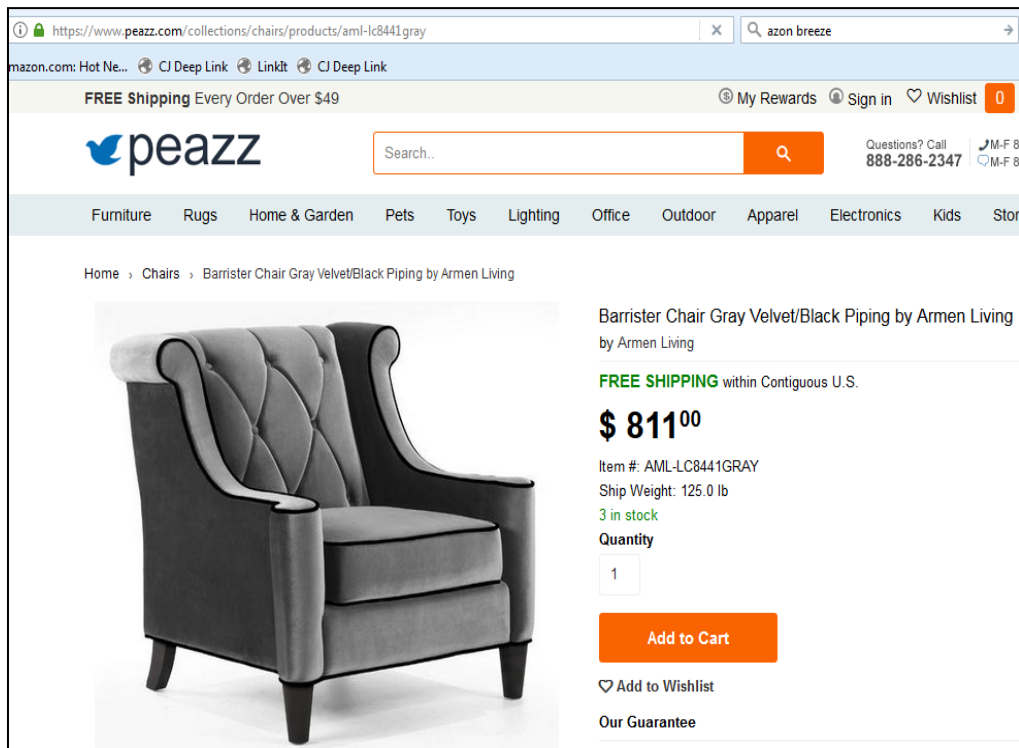 https://www.peazz.com/collections/chairs/products/aml-lc8441gray
azon breeze
mazon.com: Hot Ne... CJ Deep Link LinkIt CJ Deep Link
FREE Shipping Every Order Over $49
$ My Rewards Sign in Wishlist 0
peazz
Search..
Questions? Call
888-286-2347
M-F 8
M-F 8
Furniture Rugs Home & Garden Pets Toys Lighting Office Outdoor Apparel Electronics Kids Stor
Home › Chairs › Barrister Chair Gray Velvet/Black Piping by Armen Living
Barrister Chair Gray Velvet/Black Piping by Armen Living
by Armen Living
FREE SHIPPING within Contiguous U.S.
$ 81100
Item #: AML-LC8441GRAY
Ship Weight: 125.0 lb
3 in stock
Quantity
1
Add to Cart
Add to Wishlist
Our Guarantee